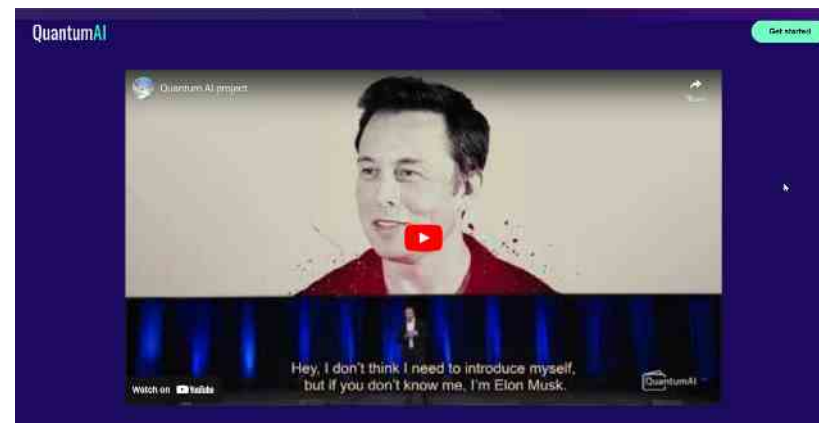 QuantumAI
Get started
Quantum AI project
Share
Hey, I don't think I need to introduce myself,
but if you don't know me, I'm Elon Musk.
Watch on YouTube
QuantumAI